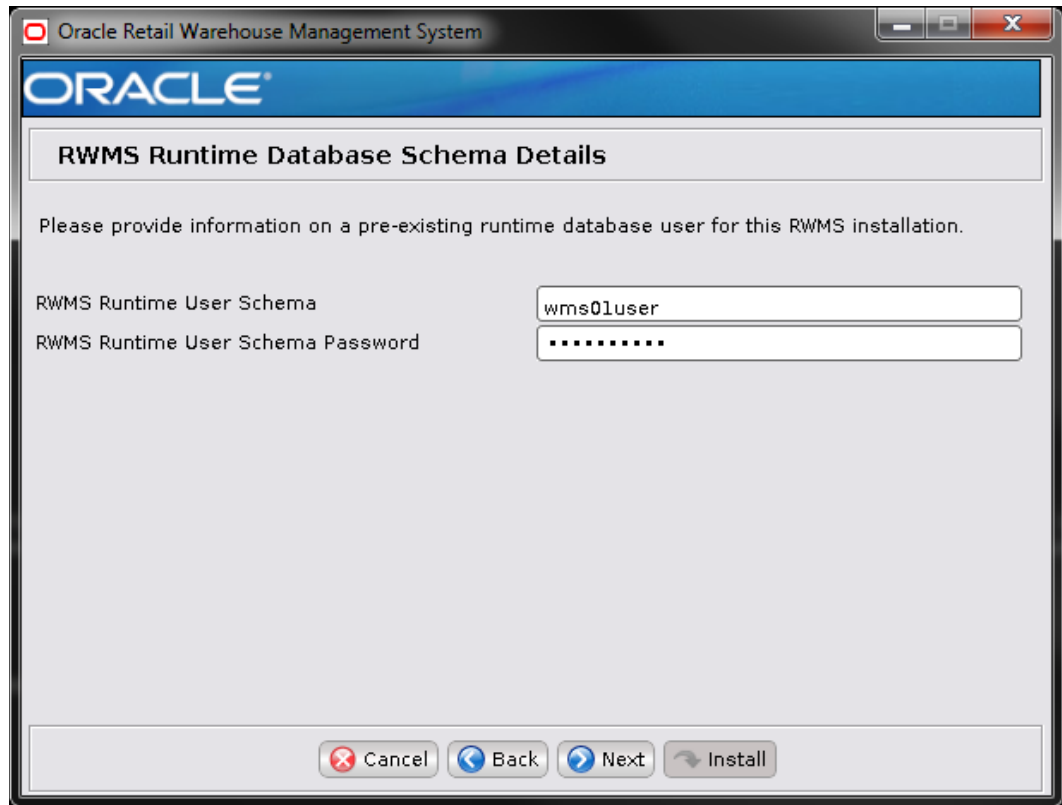 Oracle Retail Warehouse Management System
ORACLE®
RWMS Runtime Database Schema Details
Please provide information on a pre-existing runtime database user for this RWMS installation.
RWMS Runtime User Schema
wms01user
RWMS Runtime User Schema Password
••••••••••
Cancel
Back
Next
Install